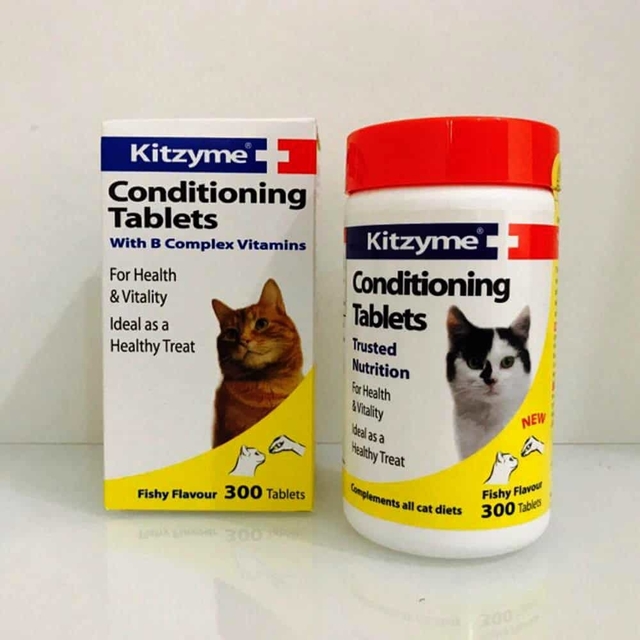 Kitzyme®
Conditioning
Tablets
With B Complex Vitamins
For Health
& Vitality
Ideal as a
Healthy Treat
Fishy Flavour 300 Tablets
Kitzyme®
Conditioning
Tablets
Trusted
Nutrition
For Health
& Vitality
Ideal as a
Healthy Treat
NEW
Complements all cat diets
Fishy Flavour
300 Tablets